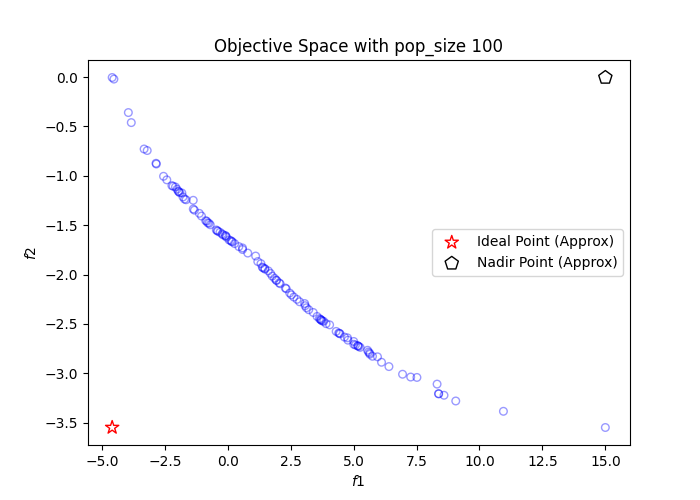 Objective Space with pop_size 100
0.0
−0.5
−1.0
−1.5
−2.0
−2.5
−3.0
−3.5
f2
Ideal Point (Approx)
Nadir Point (Approx)
−5.0 −2.5 0.0 2.5 5.0 7.5 10.0 12.5 15.0
f1